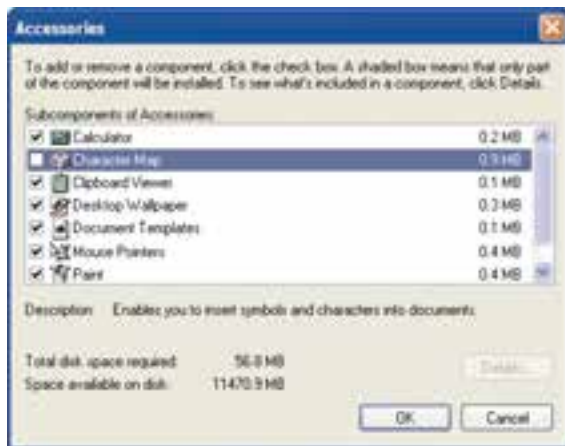 Accessories
To add or remove a component, click the check box. A shaded box means that only part
of the component will be installed. To see what's included in a component, click Details.
Subcomponents of Accessories:
Calculator 0.2 MB
Character Map 0.9 MB
Clipboard Viewer 0.1 MB
Desktop Wallpaper 0.3 MB
Document Templates 0.1 MB
Mouse Pointers 0.4 MB
Paint 0.4 MB
Description: Enables you to insert symbols and characters into documents.
Total disk space required: 56.8 MB
Space available on disk: 11470.9 MB
Details...
OK Cancel